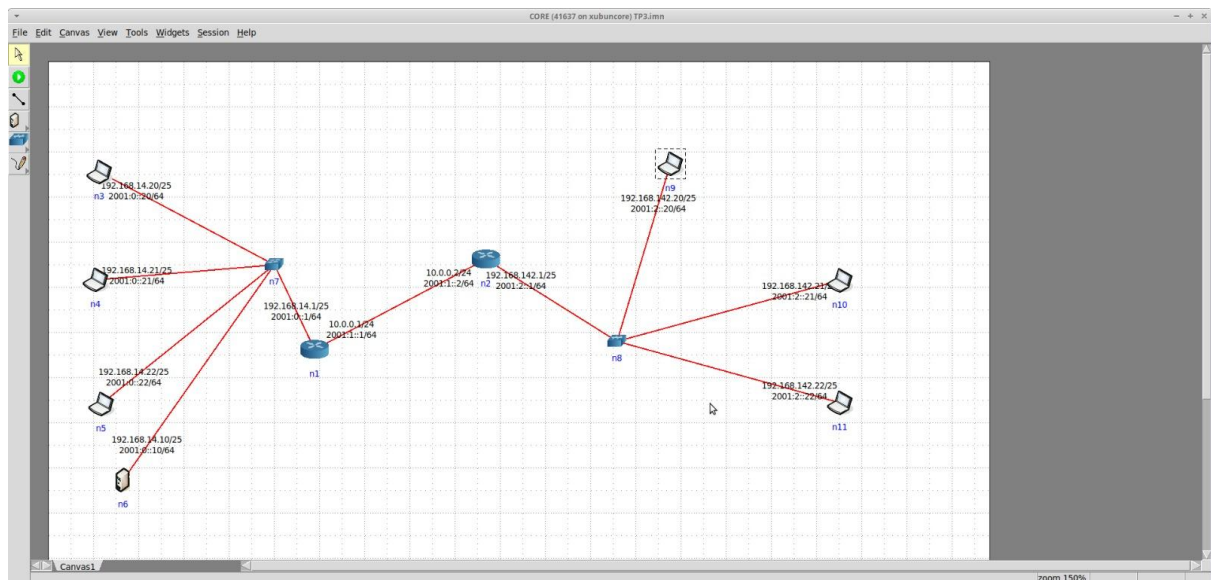 CORE (41637 on xubuncore) TP3.imn
File Edit Canvas View Tools Widgets Session Help
192.168.14.20/25
n3 2001:0::20/64
192.168.14.21/25
2001:0::21/64
n4
n7
192.168.14.1/25
2001:0::1/64
10.0.0.1/24
2001:1::1/64
n1
192.168.14.22/25
2001:0::22/64
n5
192.168.14.10/25
2001:0::10/64
n6
10.0.0.2/24
2001:1::2/64
n2
192.168.142.1/25
2001:2::1/64
n9
192.168.142.20/25
2001:2::20/64
2001:2::21/64
n10
n8
192.168.142.22/25
2001:2::22/64
n11
Canvas1
zoom 150%